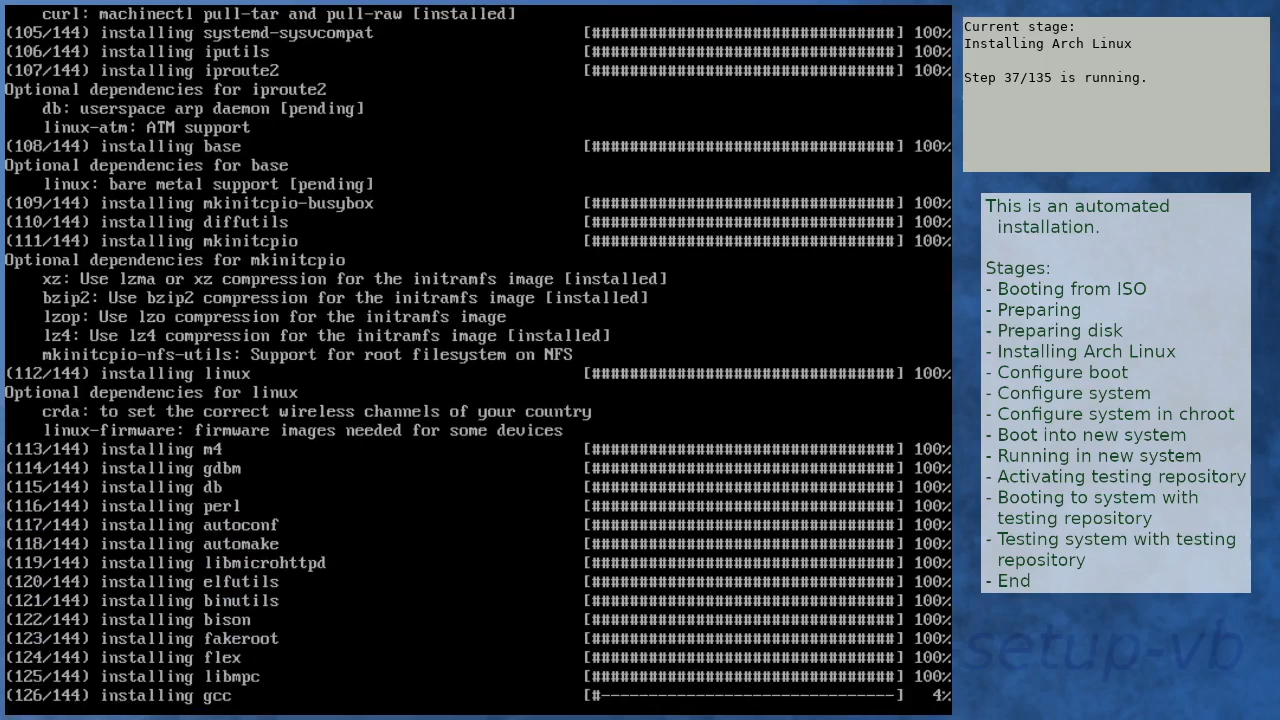 curl: machinectl pull-tar and pull-raw [installed]
(105/144) installing systemd-sysvcompat [################################] 100%
(106/144) installing iputils [################################] 100%
(107/144) installing iproute2 [################################] 100%
Optional dependencies for iproute2
db: userspace arp daemon [pending]
linux-atm: ATM support
(108/144) installing base [################################] 100%
Optional dependencies for base
linux: bare metal support [pending]
(109/144) installing mkinitcpio-busybox [################################] 100%
(110/144) installing diffutils [################################] 100%
(111/144) installing mkinitcpio [################################] 100%
Optional dependencies for mkinitcpio
xz: Use lzma or xz compression for the initramfs image [installed]
bzip2: Use bzip2 compression for the initramfs image [installed]
lzop: Use lzo compression for the initramfs image
lz4: Use lz4 compression for the initramfs image [installed]
mkinitcpio-nfs-utils: Support for root filesystem on NFS
(112/144) installing linux [################################] 100%
Optional dependencies for linux
crda: to set the correct wireless channels of your country
linux-firmware: firmware images needed for some devices
(113/144) installing m4 [################################] 100%
(114/144) installing gdbm [################################] 100%
(115/144) installing db [################################] 100%
(116/144) installing perl [################################] 100%
(117/144) installing autoconf [################################] 100%
(118/144) installing automake [################################] 100%
(119/144) installing libmicrohttpd [################################] 100%
(120/144) installing elfutils [################################] 100%
(121/144) installing binutils [################################] 100%
(122/144) installing bison [################################] 100%
(123/144) installing fakeroot [################################] 100%
(124/144) installing flex [################################] 100%
(125/144) installing libmpc [################################] 100%
(126/144) installing gcc [#-------------------------------] 4%
Current stage:
Installing Arch Linux
Step 37/135 is running.
This is an automated
installation.
Stages:
- Booting from ISO
- Preparing
- Preparing disk
- Installing Arch Linux
- Configure boot
- Configure system
- Configure system in chroot
- Boot into new system
- Running in new system
- Activating testing repository
- Booting to system with
testing repository
- Testing system with testing
repository
- End
setup-vb